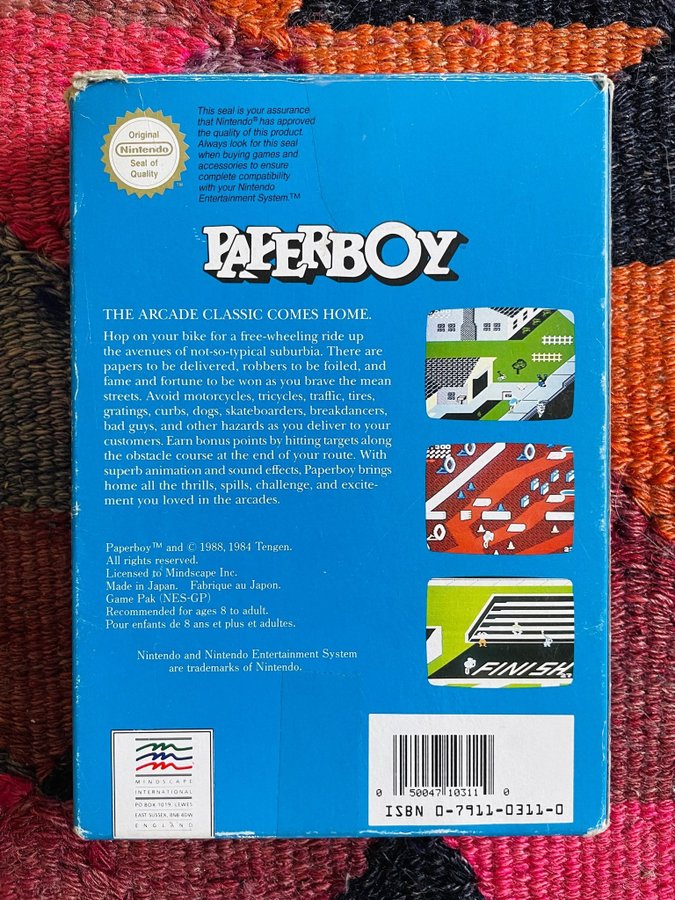 Original
Nintendo
Seal of
Quality
TM
This seal is your assurance
that Nintendo® has approved
the quality of this product.
Always look for this seal
when buying games and
accessories to ensure
complete compatibility
with your Nintendo
Entertainment System.™
PAPERBOY
THE ARCADE CLASSIC COMES HOME.
Hop on your bike for a free-wheeling ride up
the avenues of not-so-typical suburbia. There are
papers to be delivered, robbers to be foiled, and
fame and fortune to be won as you brave the mean
streets. Avoid motorcycles, tricycles, traffic, tires,
gratings, curbs, dogs, skateboarders, breakdancers,
bad guys, and other hazards as you deliver to your
customers. Earn bonus points by hitting targets along
the obstacle course at the end of your route. With
superb animation and sound effects, Paperboy brings
home all the thrills, spills, challenge, and excite-
ment you loved in the arcades.
FINISH
Paperboy™ and © 1988, 1984 Tengen.
All rights reserved.
Licensed to Mindscape Inc.
Made in Japan. Fabrique au Japon.
Game Pak (NES-GP)
Recommended for ages 8 to adult.
Pour enfants de 8 ans et plus et adultes.
Nintendo and Nintendo Entertainment System
are trademarks of Nintendo.
MINDSCAPE
INTERNATIONAL
PO BOX 1019, LEWES
EAST SUSSEX, BN8 4DW
ENGLAND
0 50047 10311 0
ISBN 0-7911-0311-0